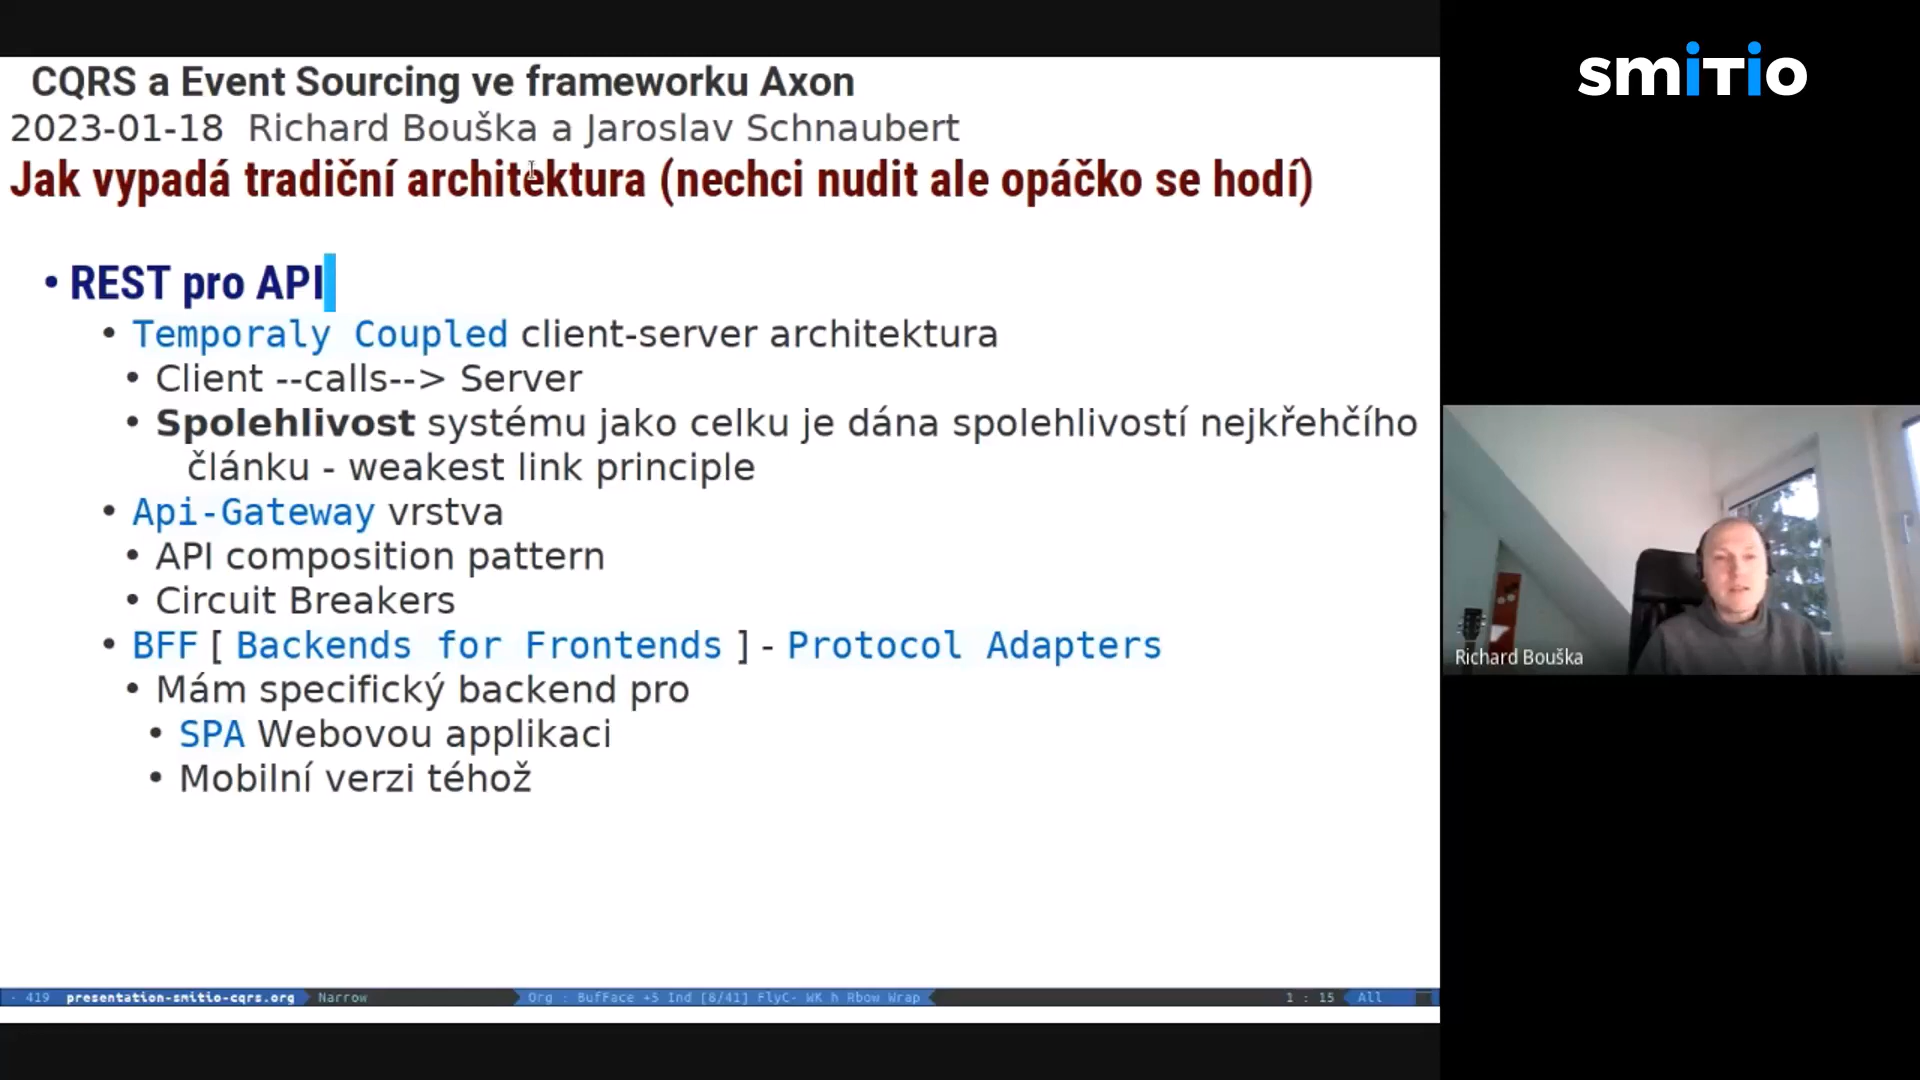 CQRS a Event Sourcing ve frameworku Axon
2023-01-18 Richard Bouška a Jaroslav Schnaubert
Jak vypadá tradiční architektura (nechci nudit ale opáčko se hodí)
• REST pro API
• Temporaly Coupled client-server architektura
• Client --calls--> Server
• Spolehlivost systému jako celku je dána spolehlivostí nejkřehčího
článku - weakest link principle
• Api-Gateway vrstva
• API composition pattern
• Circuit Breakers
• BFF [ Backends for Frontends ] - Protocol Adapters
• Mám specifický backend pro
• SPA Webovou applikaci
• Mobilní verzi téhož
- 419 presentation-smitio-cqrs.org Narrow Org : BufFace +5 Ind [8/41] FlyC- WK h Rbow Wrap 1 : 15 All
smitio
Richard Bouška